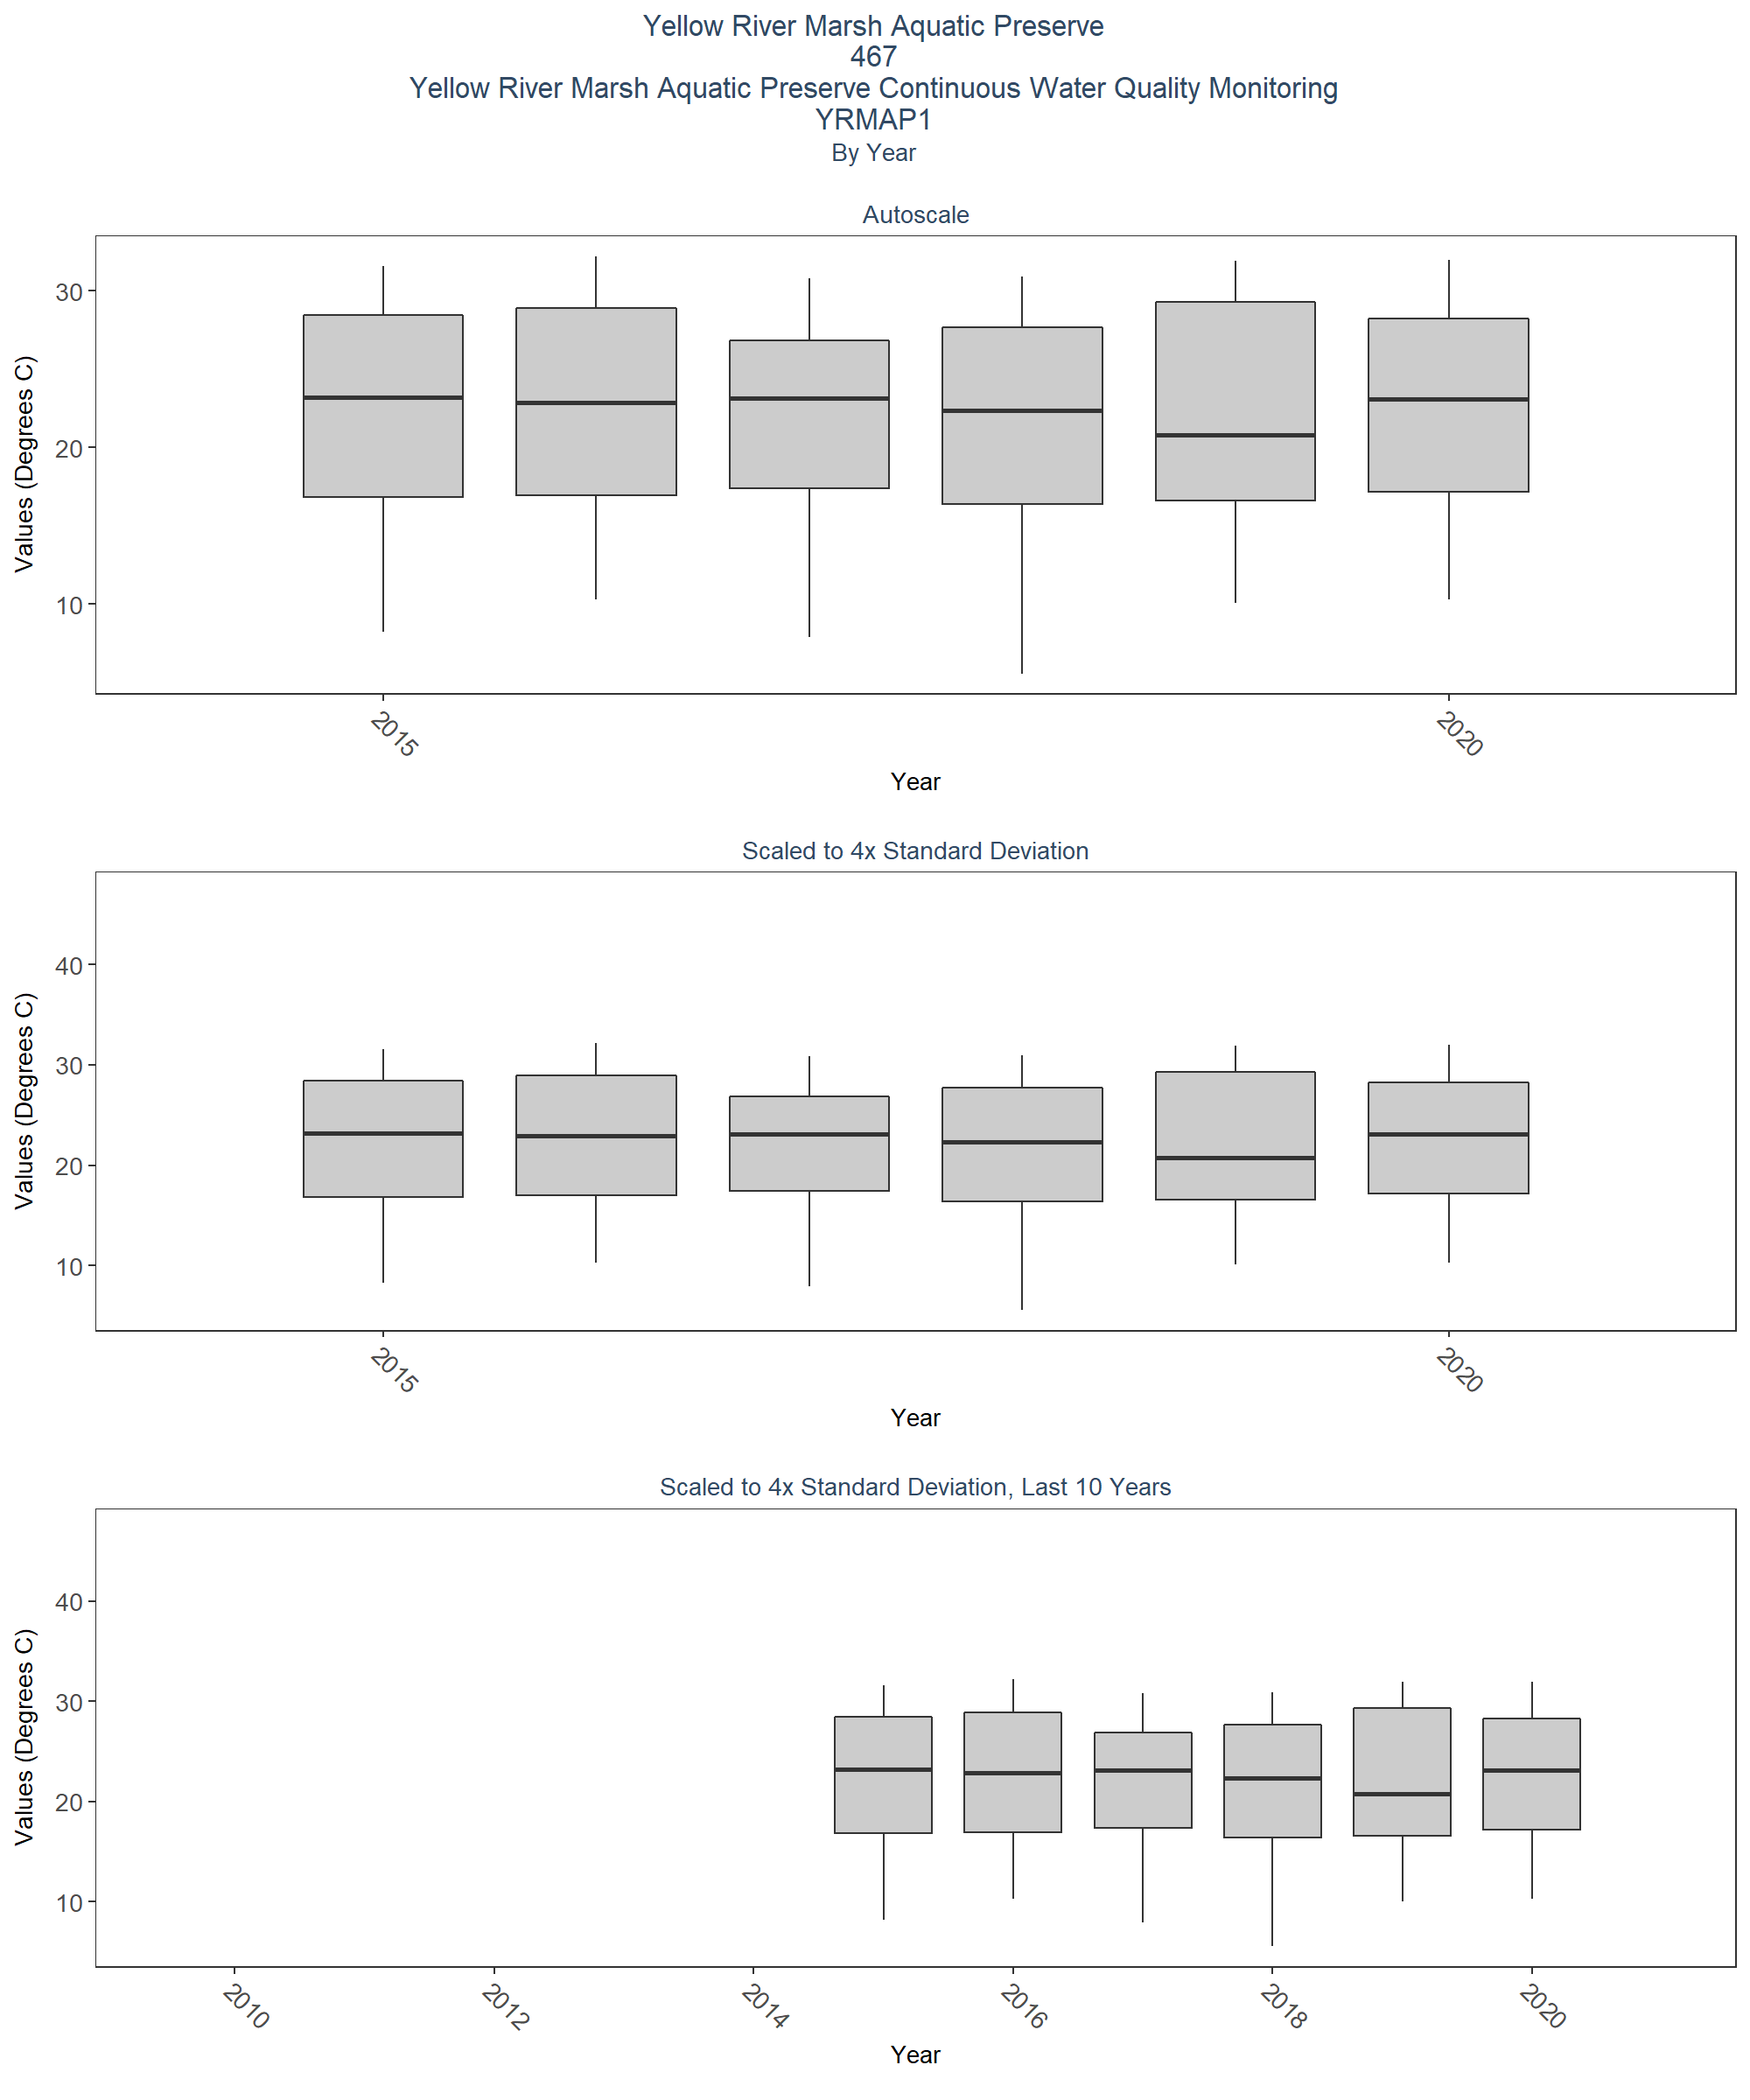 Yellow River Marsh Aquatic Preserve
467
Yellow River Marsh Aquatic Preserve Continuous Water Quality Monitoring
YRMAP1
By Year
Autoscale
Values (Degrees C)
30
20
10
2015
2020
Year
Scaled to 4x Standard Deviation
Values (Degrees C)
40
30
20
10
2015
2020
Year
Scaled to 4x Standard Deviation, Last 10 Years
Values (Degrees C)
40
30
20
10
2010
2012
2014
2016
2018
2020
Year